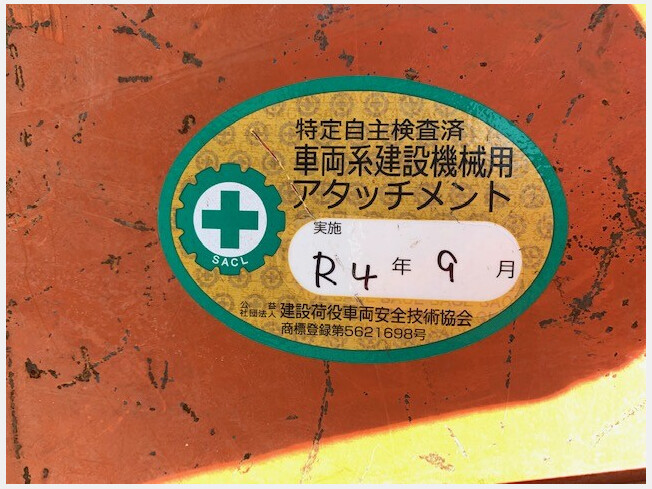 特定自主検査済
車両系建設機械用
アタッチメント
SACL
実施
R4年 9月
公益社団法人 建設荷役車両安全技術協会
商標登録第5621698号